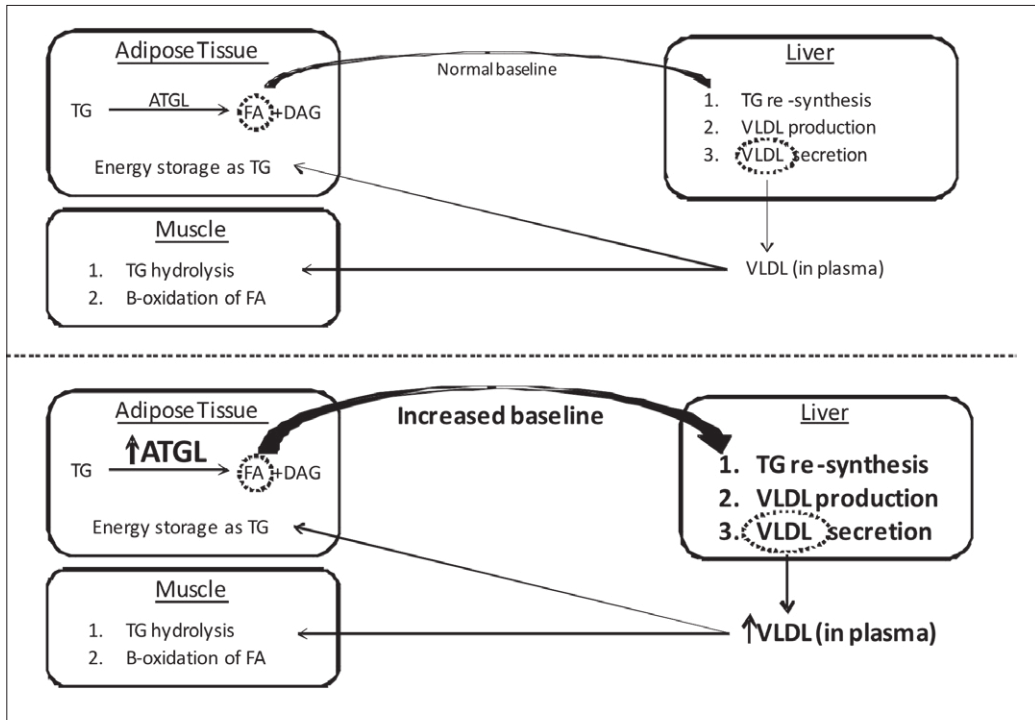 Adipose Tissue
TG
ATGL
FA +DAG
Energy storage as TG
Normal baseline
Liver
1. TG re -synthesis
2. VLDL production
3. VLDL secretion
Muscle
1. TG hydrolysis
2. B-oxidation of FA
VLDL (in plasma)
Adipose Tissue
TG
↑ATGL
FA +DAG
Energy storage as TG
Increased baseline
Liver
1. TG re-synthesis
2. VLDL production
3. VLDL secretion
Muscle
1. TG hydrolysis
2. B-oxidation of FA
↑VLDL (in plasma)